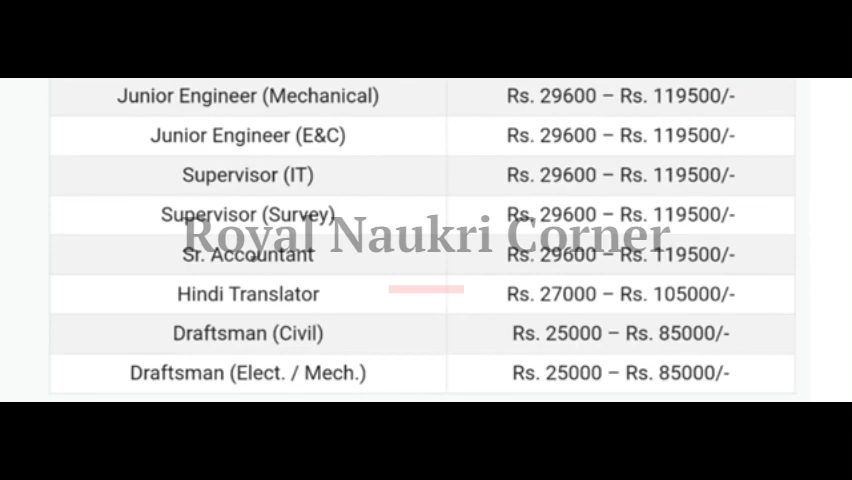 Junior Engineer (Mechanical) Rs. 29600 – Rs. 119500/-
Junior Engineer (E&C) Rs. 29600 – Rs. 119500/-
Supervisor (IT) Rs. 29600 – Rs. 119500/-
Supervisor (Survey) Rs. 29600 – Rs. 119500/-
Royal Naukri Corner
Sr. Accountant Rs. 29600 – Rs. 119500/-
Hindi Translator Rs. 27000 – Rs. 105000/-
Draftsman (Civil) Rs. 25000 – Rs. 85000/-
Draftsman (Elect. / Mech.) Rs. 25000 – Rs. 85000/-